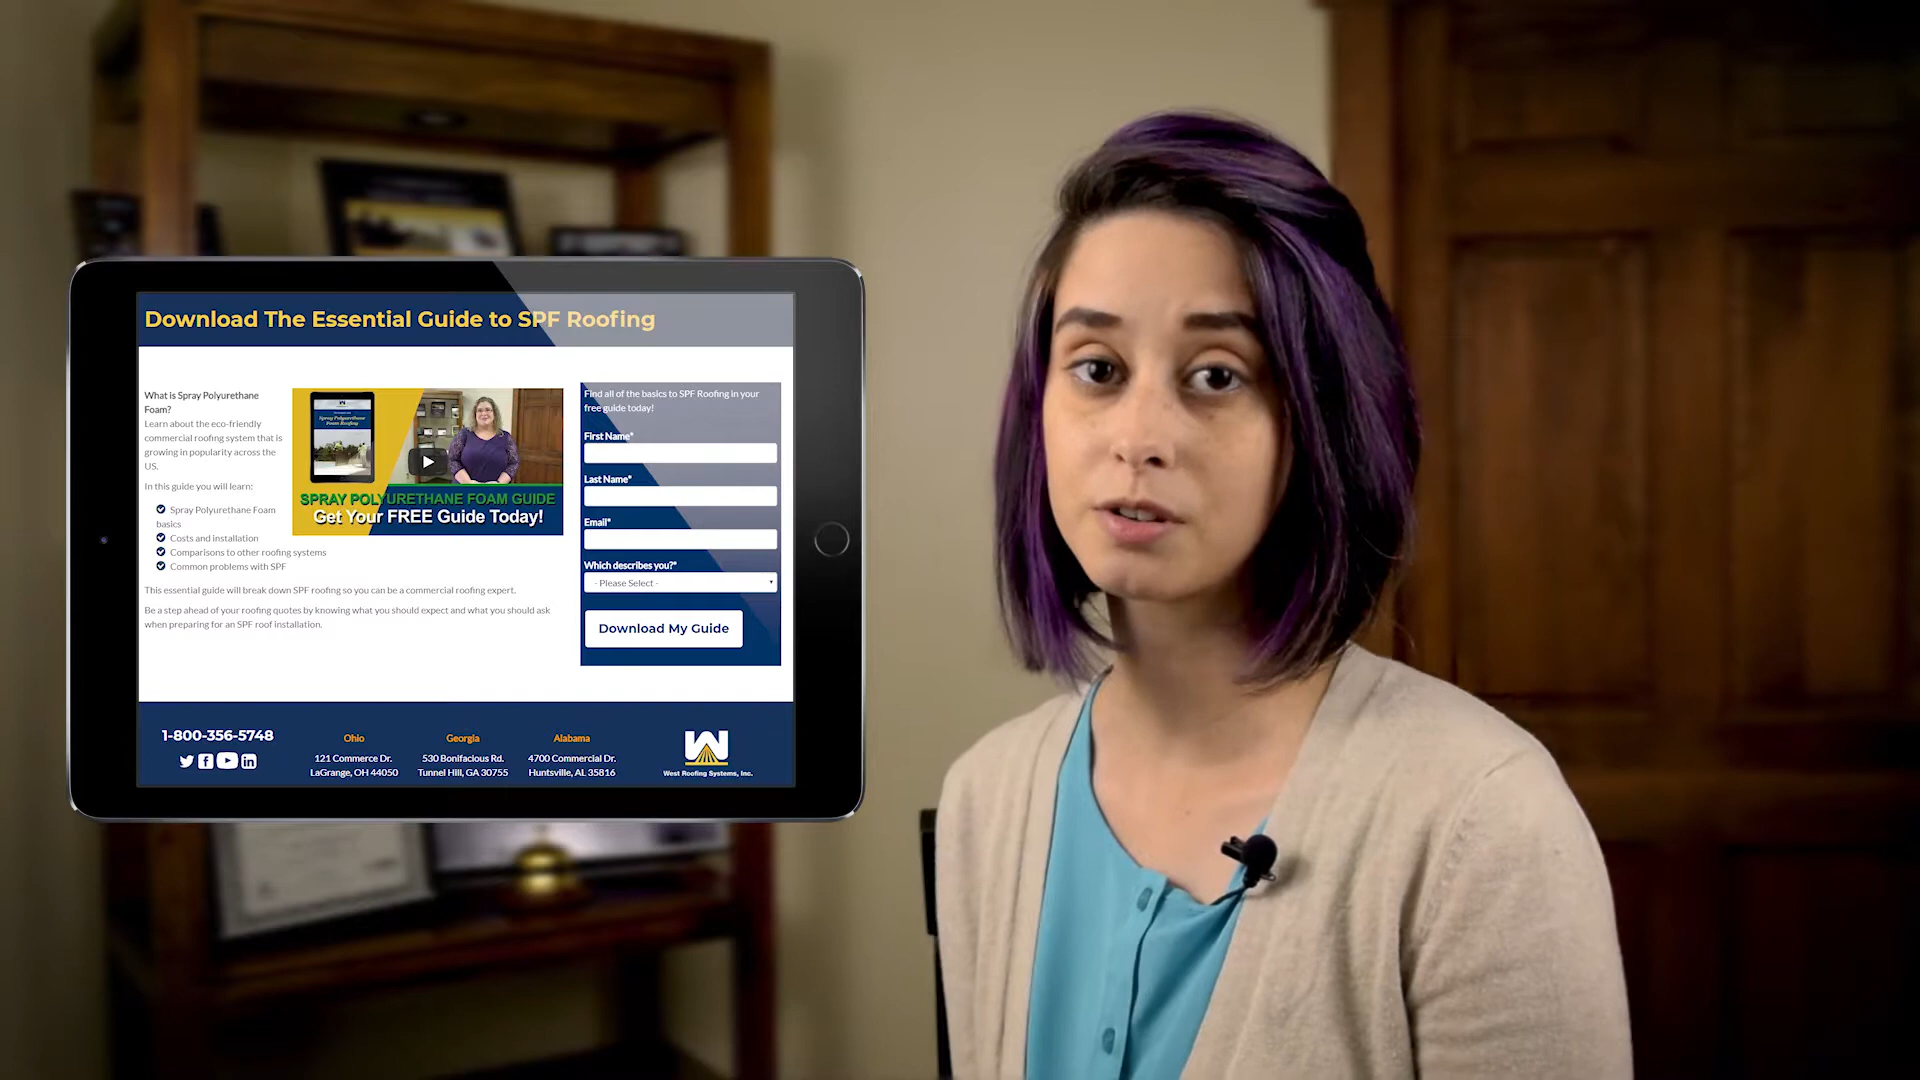 Download The Essential Guide to SPF Roofing
What is Spray Polyurethane
Foam?
Learn about the eco-friendly
commercial roofing system that is
growing in popularity across the
US.
In this guide you will learn:
Spray Polyurethane Foam
basics
Costs and installation
Comparisons to other roofing systems
Common problems with SPF
This essential guide will break down SPF roofing so you can be a commercial roofing expert.
Be a step ahead of your roofing quotes by knowing what you should expect and what you should ask
when preparing for an SPF roof installation.
Spray Polyurethane
Foam Roofing
SPRAY POLYURETHANE FOAM GUIDE
Get Your FREE Guide Today!
Find all of the basics to SPF Roofing in your
free guide today!
First Name*
Last Name*
Email*
Which describes you?*
- Please Select -
Download My Guide
1-800-356-5748
Ohio
121 Commerce Dr.
LaGrange, OH 44050
Georgia
530 Bonifacious Rd.
Tunnel Hill, GA 30755
Alabama
4700 Commercial Dr.
Huntsville, AL 35816
West Roofing Systems, Inc.